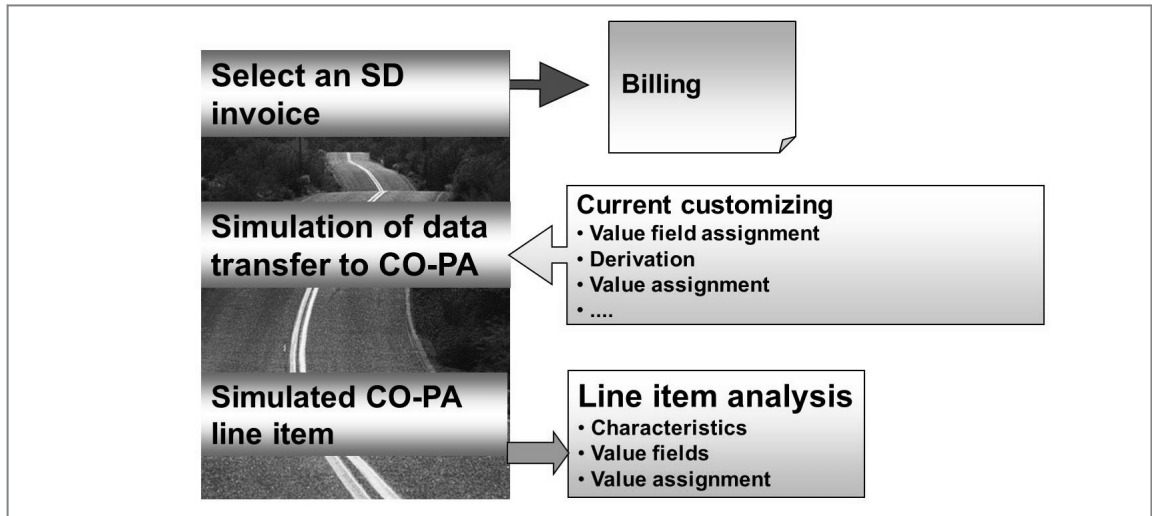 Select an SD
invoice
Billing
Simulation of data
transfer to CO-PA
Current customizing
• Value field assignment
• Derivation
• Value assignment
• ....
Simulated CO-PA
line item
Line item analysis
• Characteristics
• Value fields
• Value assignment